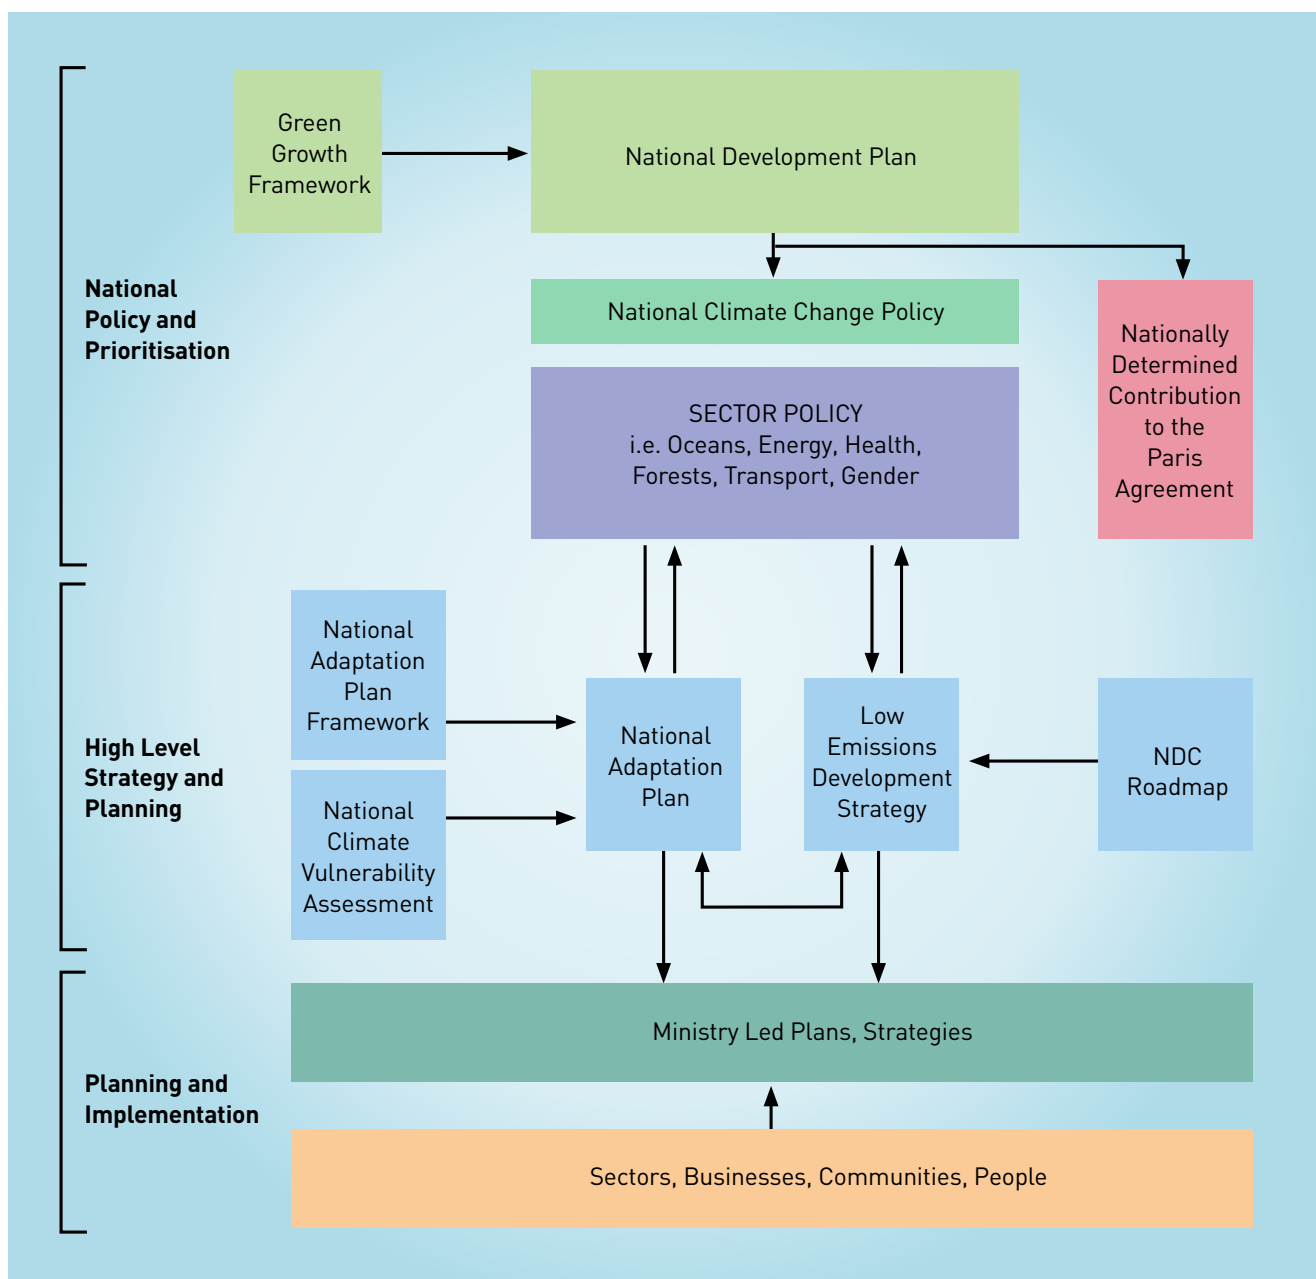 Green
Growth
Framework
National Development Plan
National
Policy and
Prioritisation
National Climate Change Policy
Nationally
Determined
Contribution
to the
Paris
Agreement
SECTOR POLICY
i.e. Oceans, Energy, Health,
Forests, Transport, Gender
High Level
Strategy and
Planning
National
Adaptation
Plan
Framework
National
Climate
Vulnerability
Assessment
National
Adaptation
Plan
Low
Emissions
Development
Strategy
NDC
Roadmap
Planning and
Implementation
Ministry Led Plans, Strategies
Sectors, Businesses, Communities, People